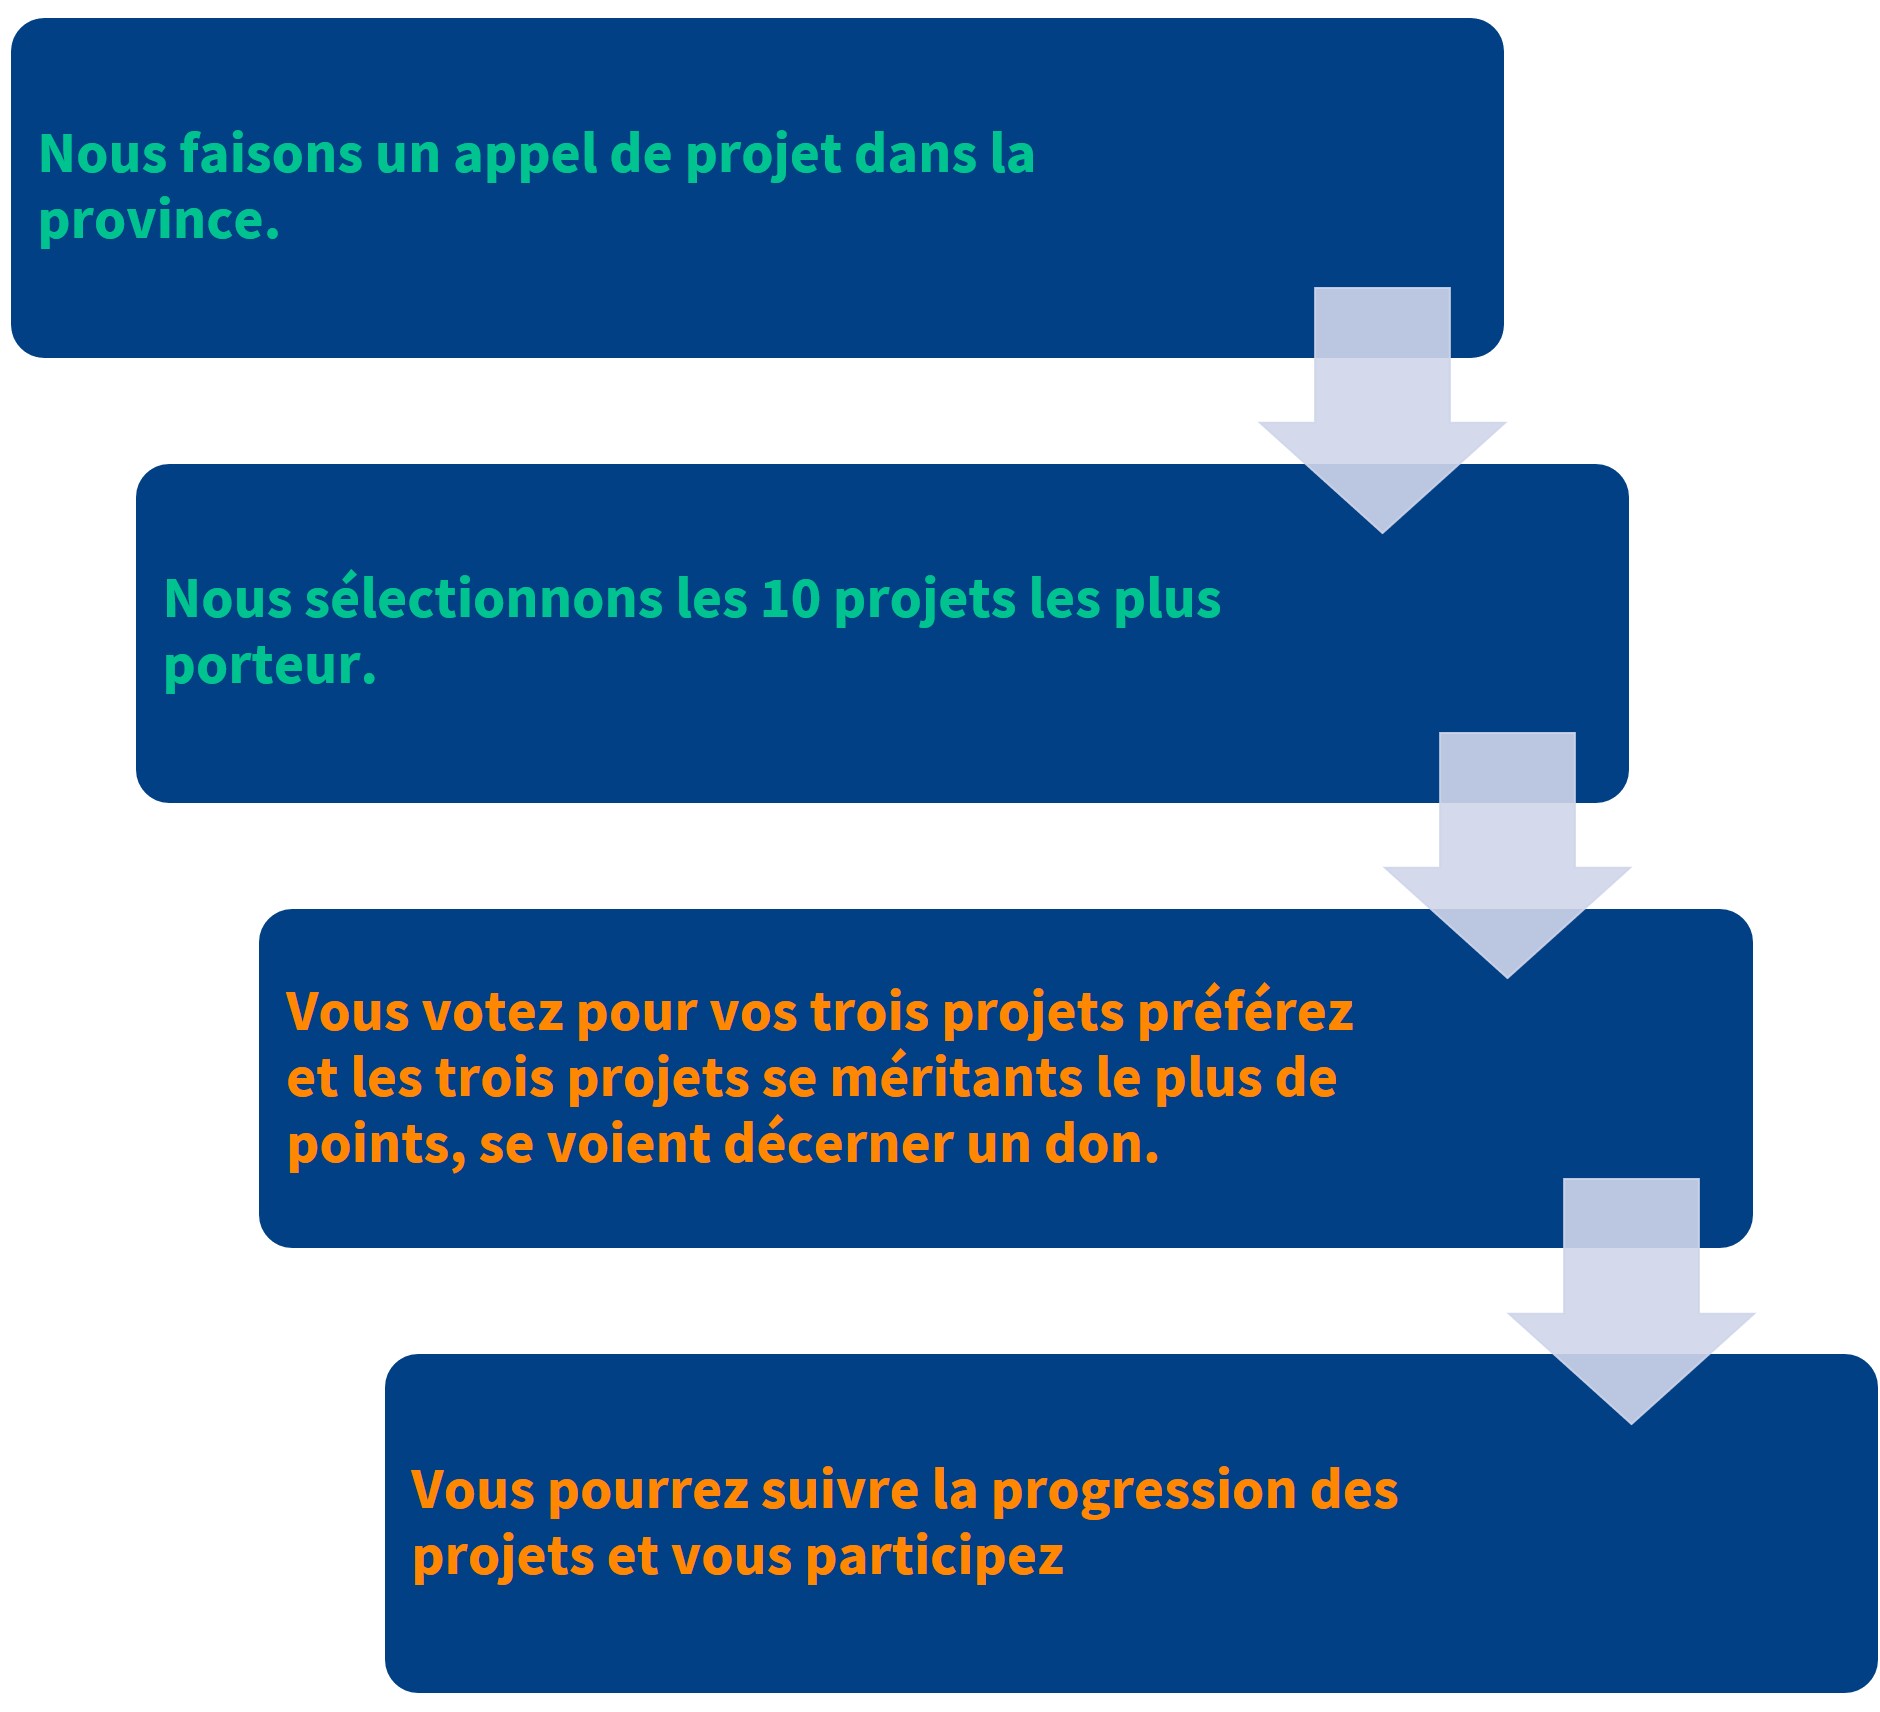 Nous faisons un appel de projet dans la
province.
Nous sélectionnons les 10 projets les plus
porteur.
Vous votez pour vos trois projets préférez
et les trois projets se méritants le plus de
points, se voient décerner un don.
Vous pourrez suivre la progression des
projets et vous participez